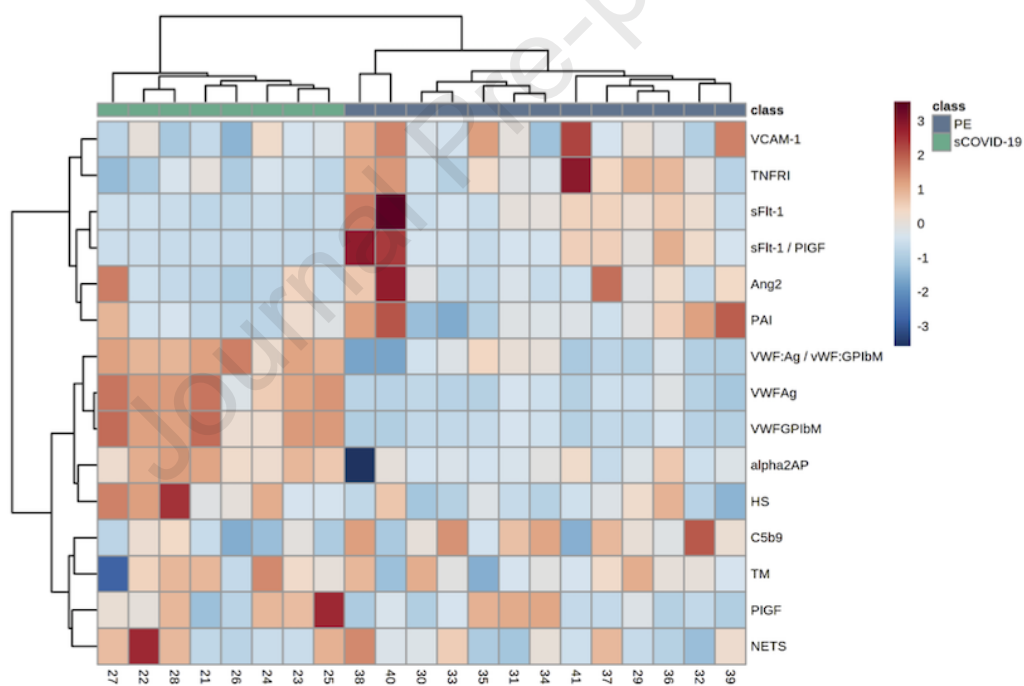 Journal Pre-p
class
VCAM-1
TNFRI
sFlt-1
sFlt-1 / PlGF
Ang2
PAI
VWF:Ag / vWF:GPIbM
VWFAg
VWFGPIbM
alpha2AP
HS
C5b9
TM
PlGF
NETS
27 22 28 21 26 24 23 25 38 40 30 33 35 31 34 41 37 29 36 32 39
3
2
1
0
-1
-2
-3
class
PE
sCOVID-19